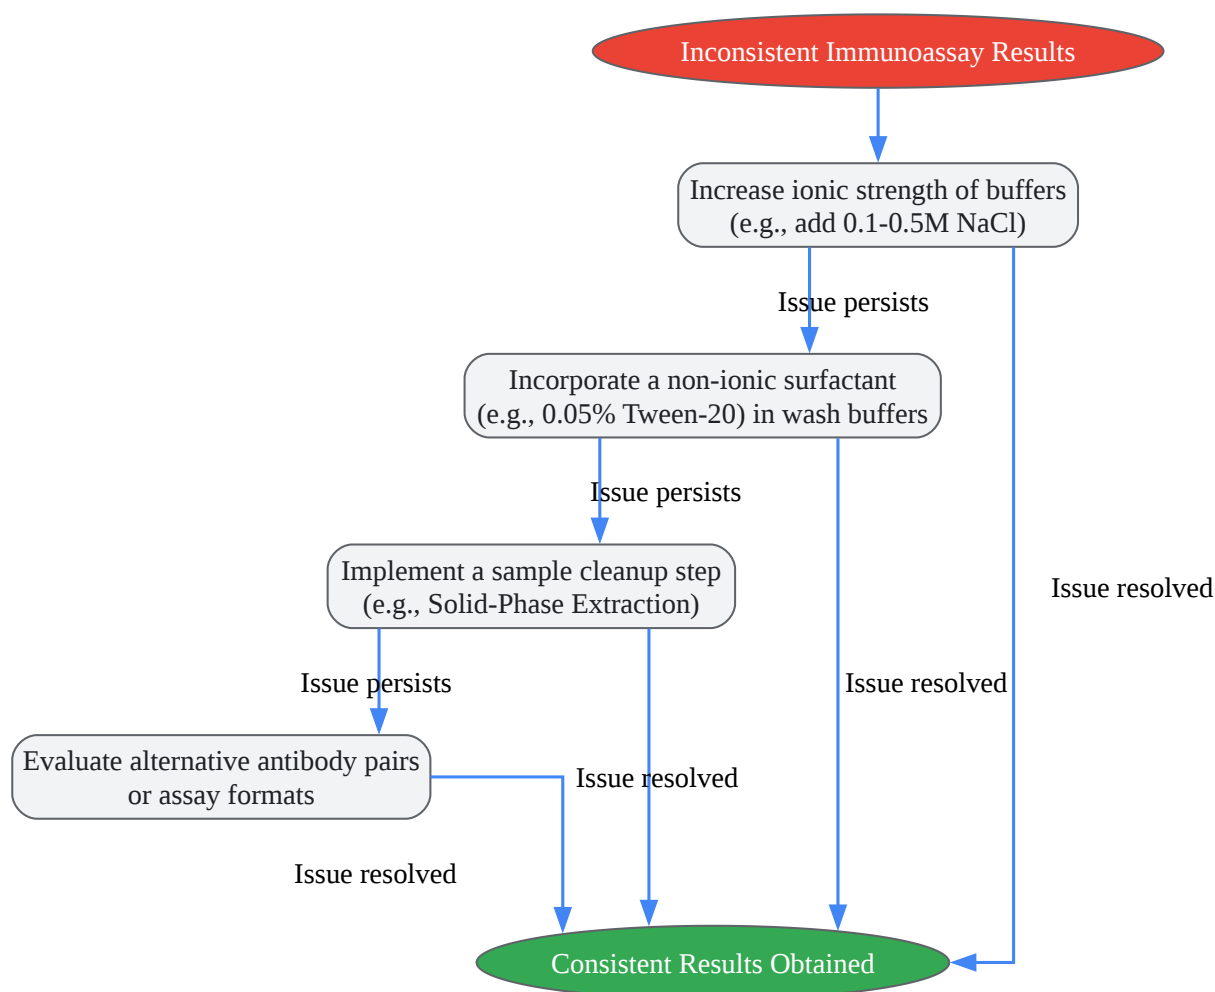 Inconsistent Immunoassay Results
Increase ionic strength of buffers
(e.g., add 0.1-0.5M NaCl)
Issue persists
Incorporate a non-ionic surfactant
(e.g., 0.05% Tween-20) in wash buffers
Issue persists
Implement a sample cleanup step
(e.g., Solid-Phase Extraction)
Issue resolved
Issue persists
Issue resolved
Evaluate alternative antibody pairs
or assay formats
Issue resolved
Issue resolved
Consistent Results Obtained